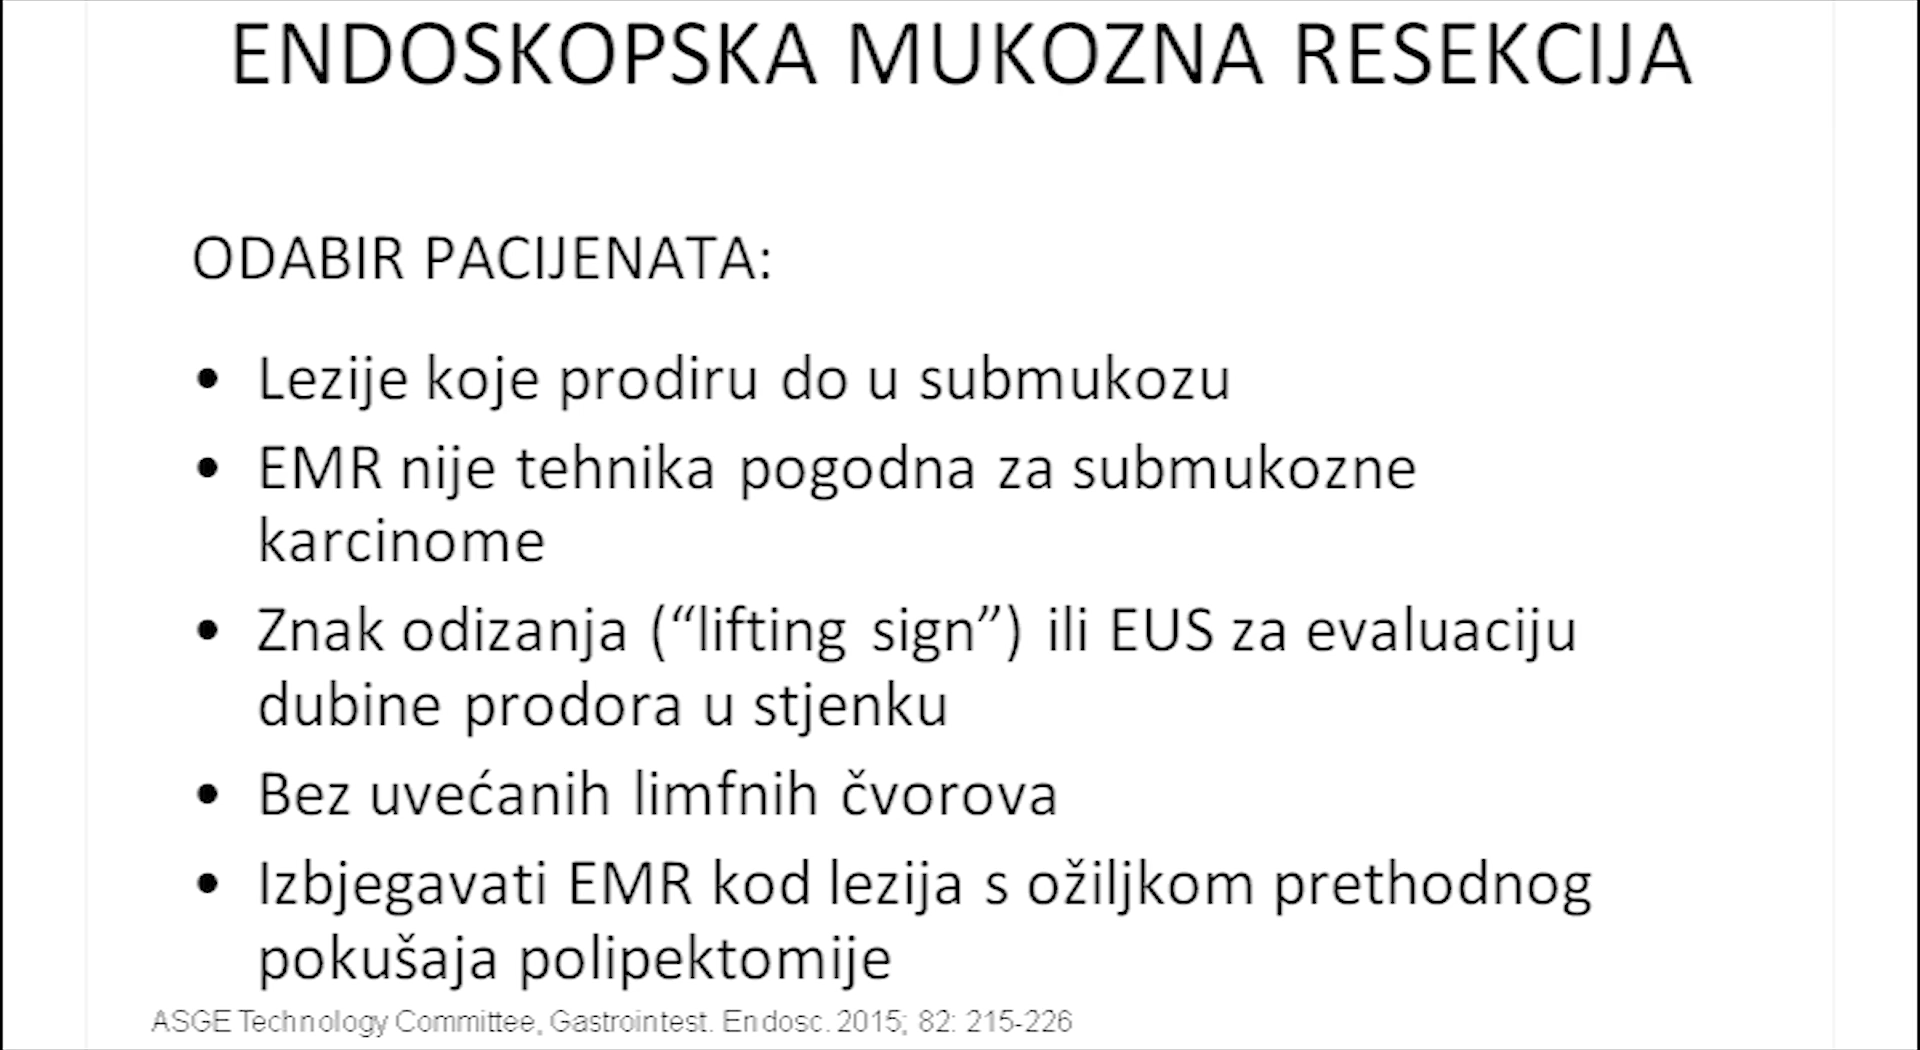 ENDOSKOPSKA MUKOZNA RESEKCIJA
ODABIR PACIJENATA:
• Lezije koje prodiru do u submukozu
• EMR nije tehnika pogodna za submukozne
karcinome
• Znak odizanja (“lifting sign”) ili EUS za evaluaciju
dubine prodora u stjenku
• Bez uvećanih limfnih čvorova
• Izbjegavati EMR kod lezija s ožiljkom prethodnog
pokušaja polipektomije
ASGE Technology Committee, Gastrointest. Endosc. 2015; 82: 215-226